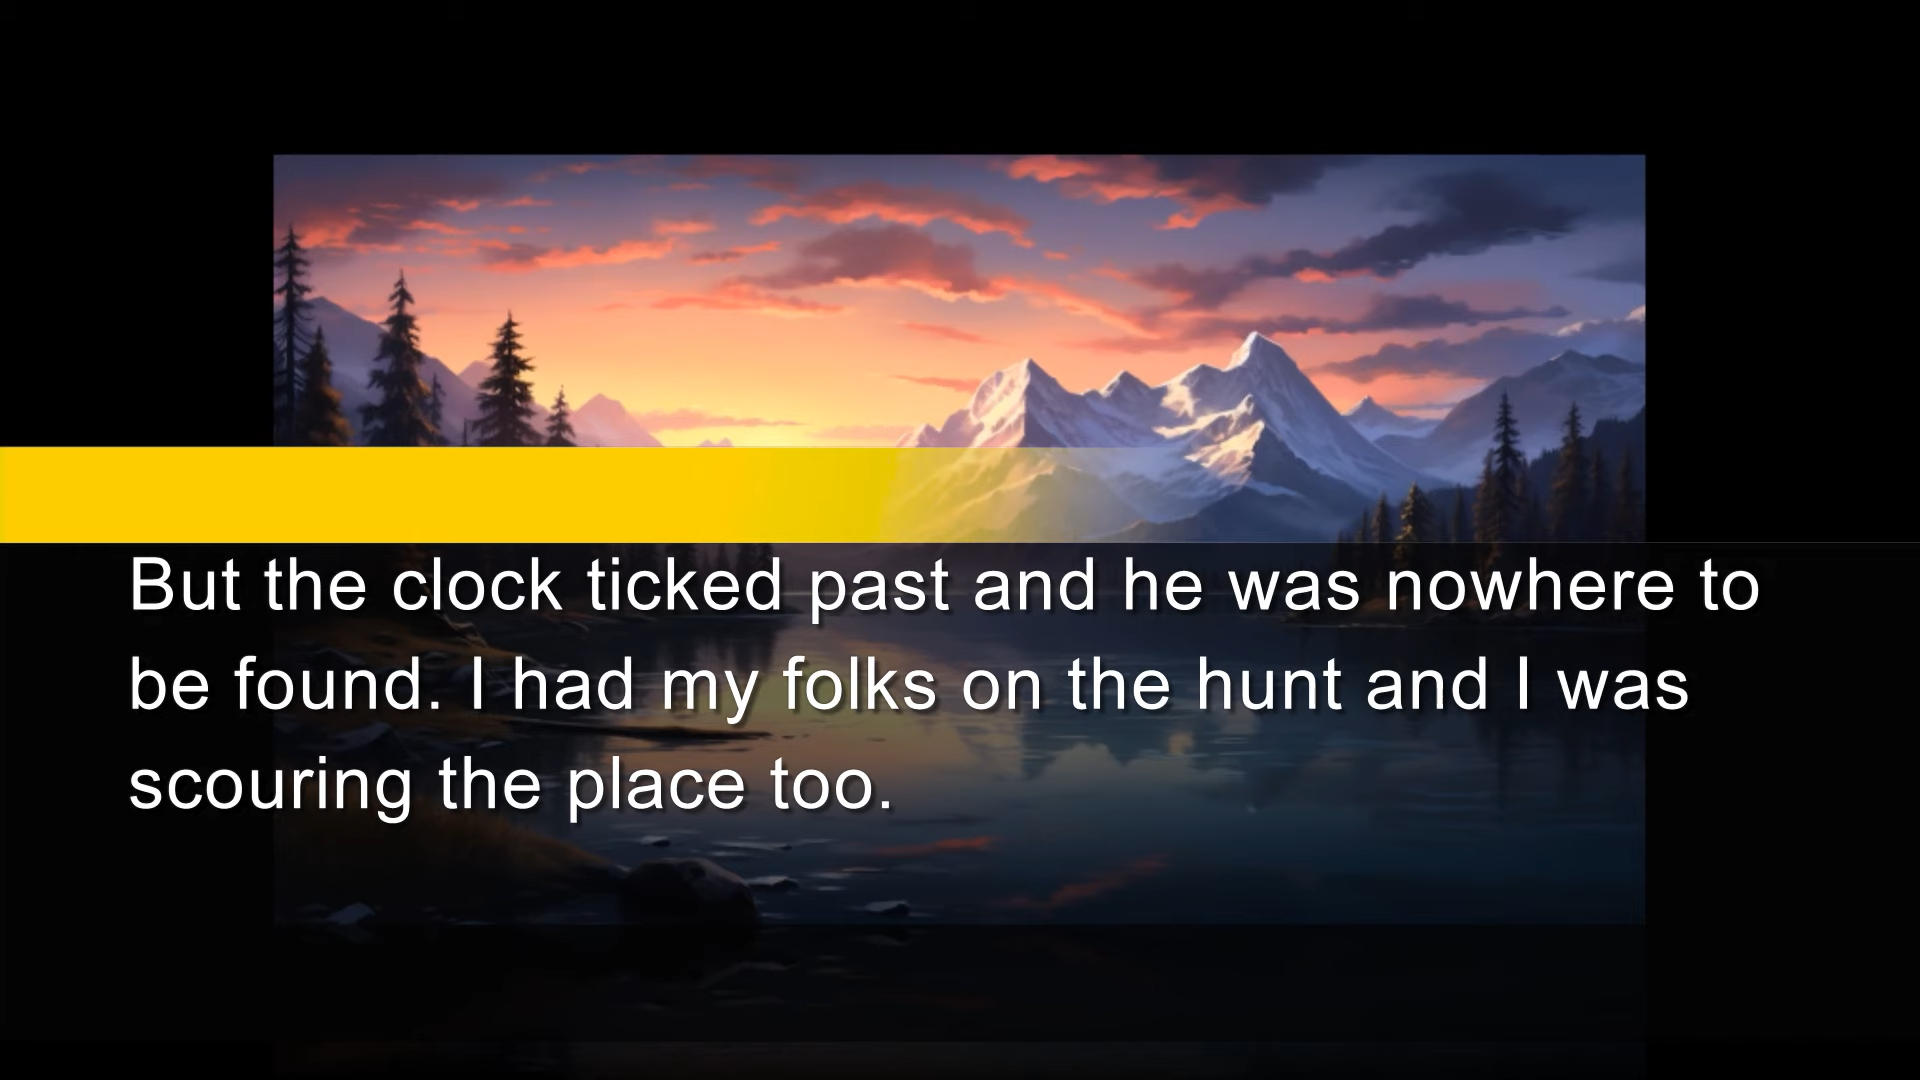 But the clock ticked past and he was nowhere to
be found. I had my folks on the hunt and I was
scouring the place too.